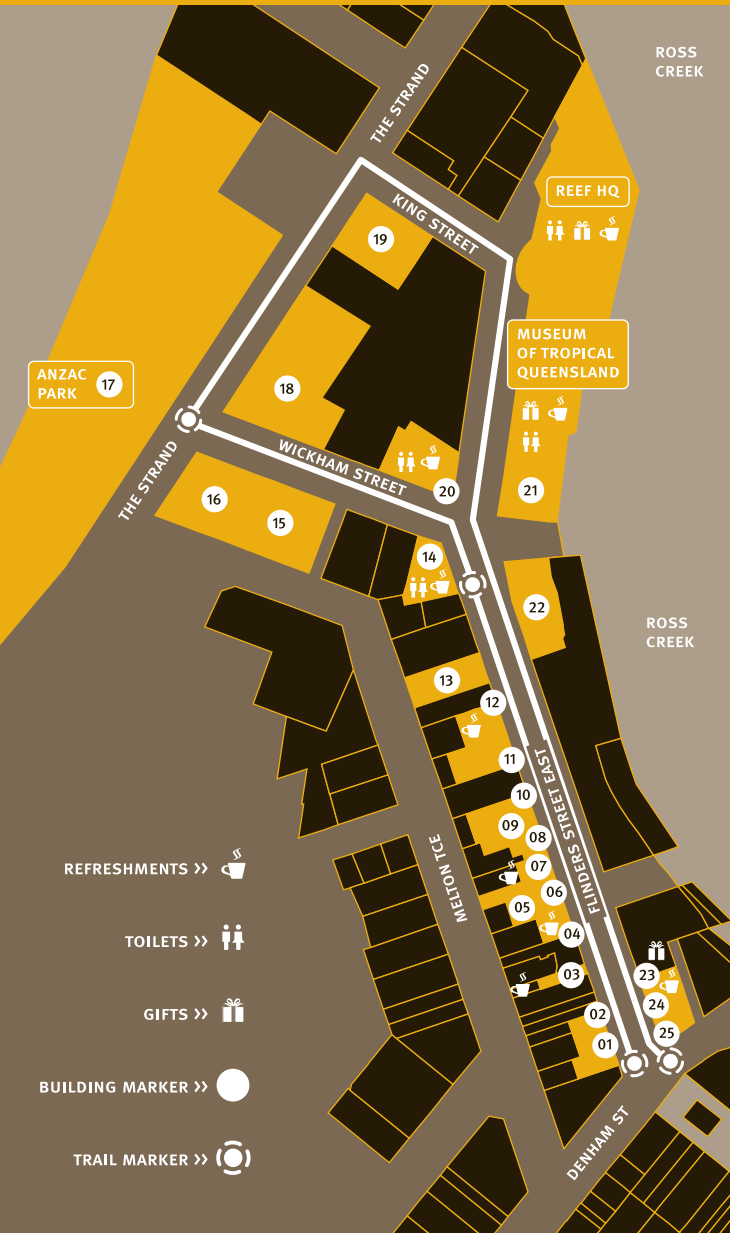 ROSS
CREEK
THE STRAND
REEF HQ
KING STREET
19
MUSEUM
OF TROPICAL
QUEENSLAND
ANZAC
PARK
17
18
WICKHAM STREET
20
21
THE STRAND
16
15
14
22
ROSS
CREEK
13
12
11
FLINDERS STREET EAST
10
09
08
07
06
05
04
03
02
01
MELTON TCE
23
24
25
DENHAM ST
REFRESHMENTS >>
TOILETS >>
GIFTS >>
BUILDING MARKER >>
TRAIL MARKER >>